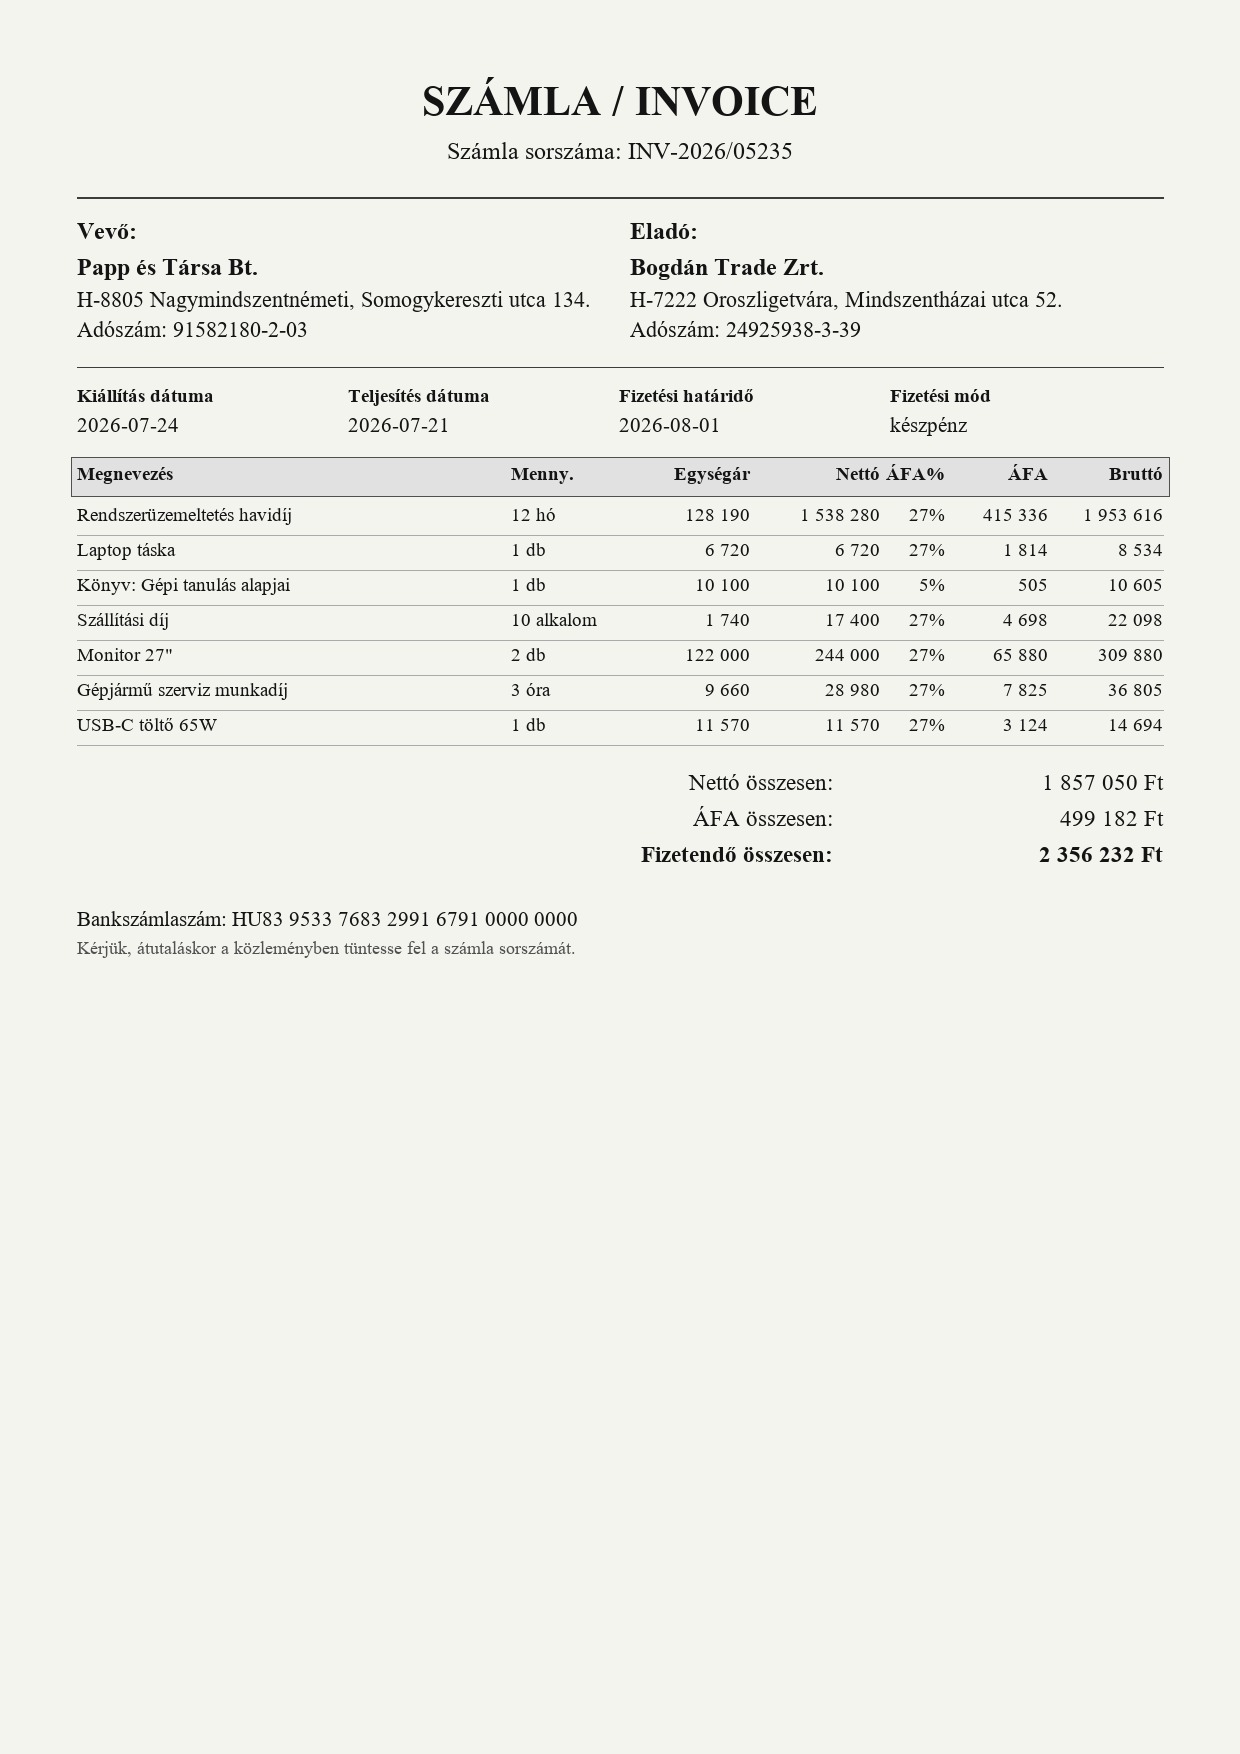 SZÁMLA / INVOICE
Számla sorszáma: INV-2026/05235
Vevő:
Papp és Társa Bt.
H-8805 Nagymindszentnémeti, Somogykereszti utca 134.
Adószám: 91582180-2-03
Eladó:
Bogdán Trade Zrt.
H-7222 Oroszligetvára, Mindszentházai utca 52.
Adószám: 24925938-3-39
Kiállítás dátuma Teljesítés dátuma Fizetési határidő Fizetési mód
2026-07-24 2026-07-21 2026-08-01 készpénz
Megnevezés Menny. Egységár Nettó ÁFA% ÁFA Bruttó
Rendszerüzemeltetés havidíj 12 hó 128 190 1 538 280 27% 415 336 1 953 616
Laptop táska 1 db 6 720 6 720 27% 1 814 8 534
Könyv: Gépi tanulás alapjai 1 db 10 100 10 100 5% 505 10 605
Szállítási díj 10 alkalom 1 740 17 400 27% 4 698 22 098
Monitor 27" 2 db 122 000 244 000 27% 65 880 309 880
Gépjármű szerviz munkadíj 3 óra 9 660 28 980 27% 7 825 36 805
USB-C töltő 65W 1 db 11 570 11 570 27% 3 124 14 694
Nettó összesen: 1 857 050 Ft
ÁFA összesen: 499 182 Ft
Fizetendő összesen: 2 356 232 Ft
Bankszámlaszám: HU83 9533 7683 2991 6791 0000 0000
Kérjük, átutaláskor a közleményben tüntesse fel a számla sorszámát.